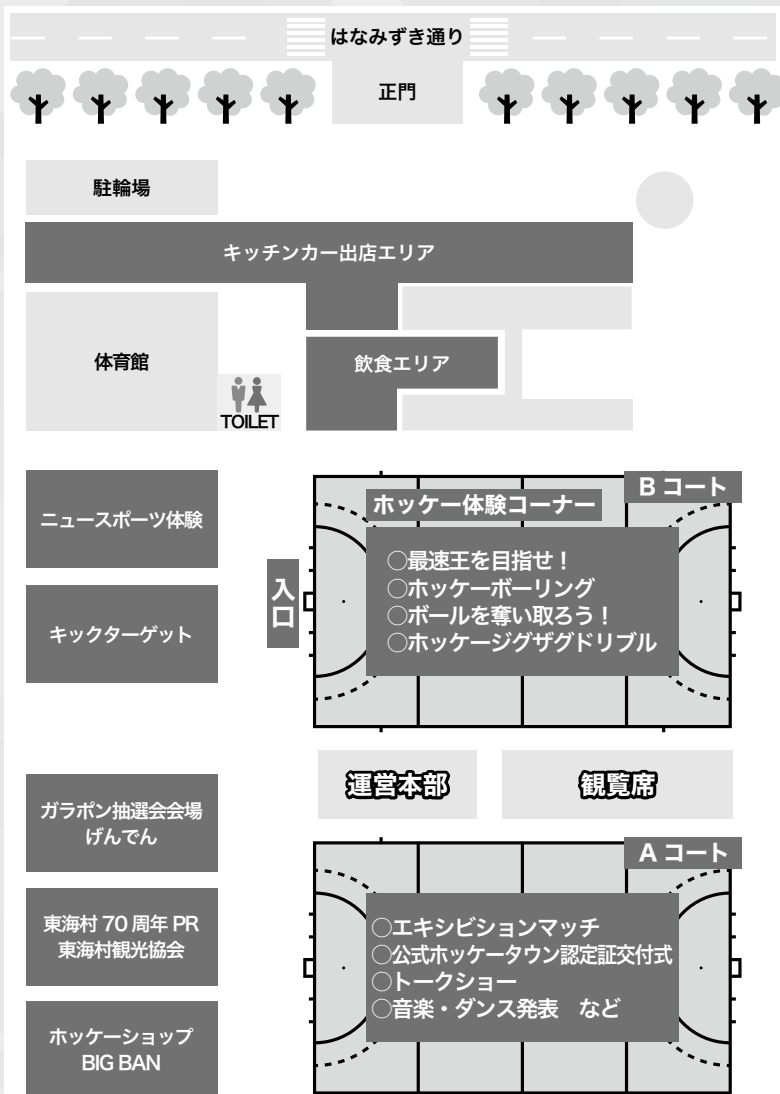 はなみずき通り
正門
駐輪場
キッチンカー出店エリア
体育館
飲食エリア
TOILET
ニュースポーツ体験
キックターゲット
入口
B コート
ホッケー体験コーナー
○最速王を目指せ！
○ホッケーボーリング
○ボールを奪い取ろう！
○ホッケージグザグドリブル
運営本部
観覧席
ガラポン抽選会会場
げんでん
東海村 70 周年 PR
東海村観光協会
ホッケーショップ
BIG BAN
A コート
○エキシビションマッチ
○公式ホッケータウン認定証交付式
○トークショー
○音楽・ダンス発表　など